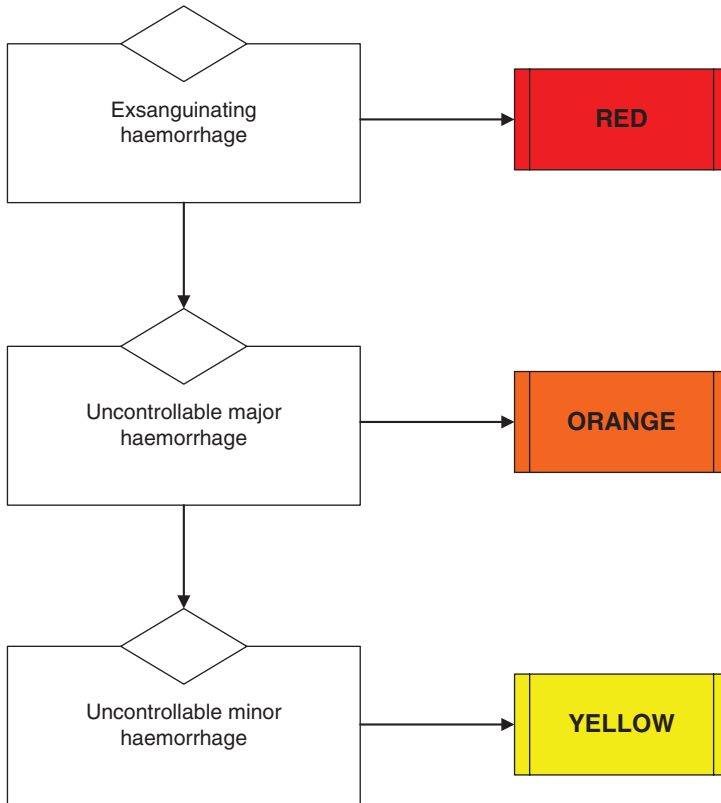 Exsanguinating
haemorrhage
RED
Uncontrollable major
haemorrhage
ORANGE
Uncontrollable minor
haemorrhage
YELLOW